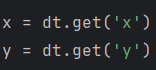 x = dt.get('x')
y = dt.get('y')